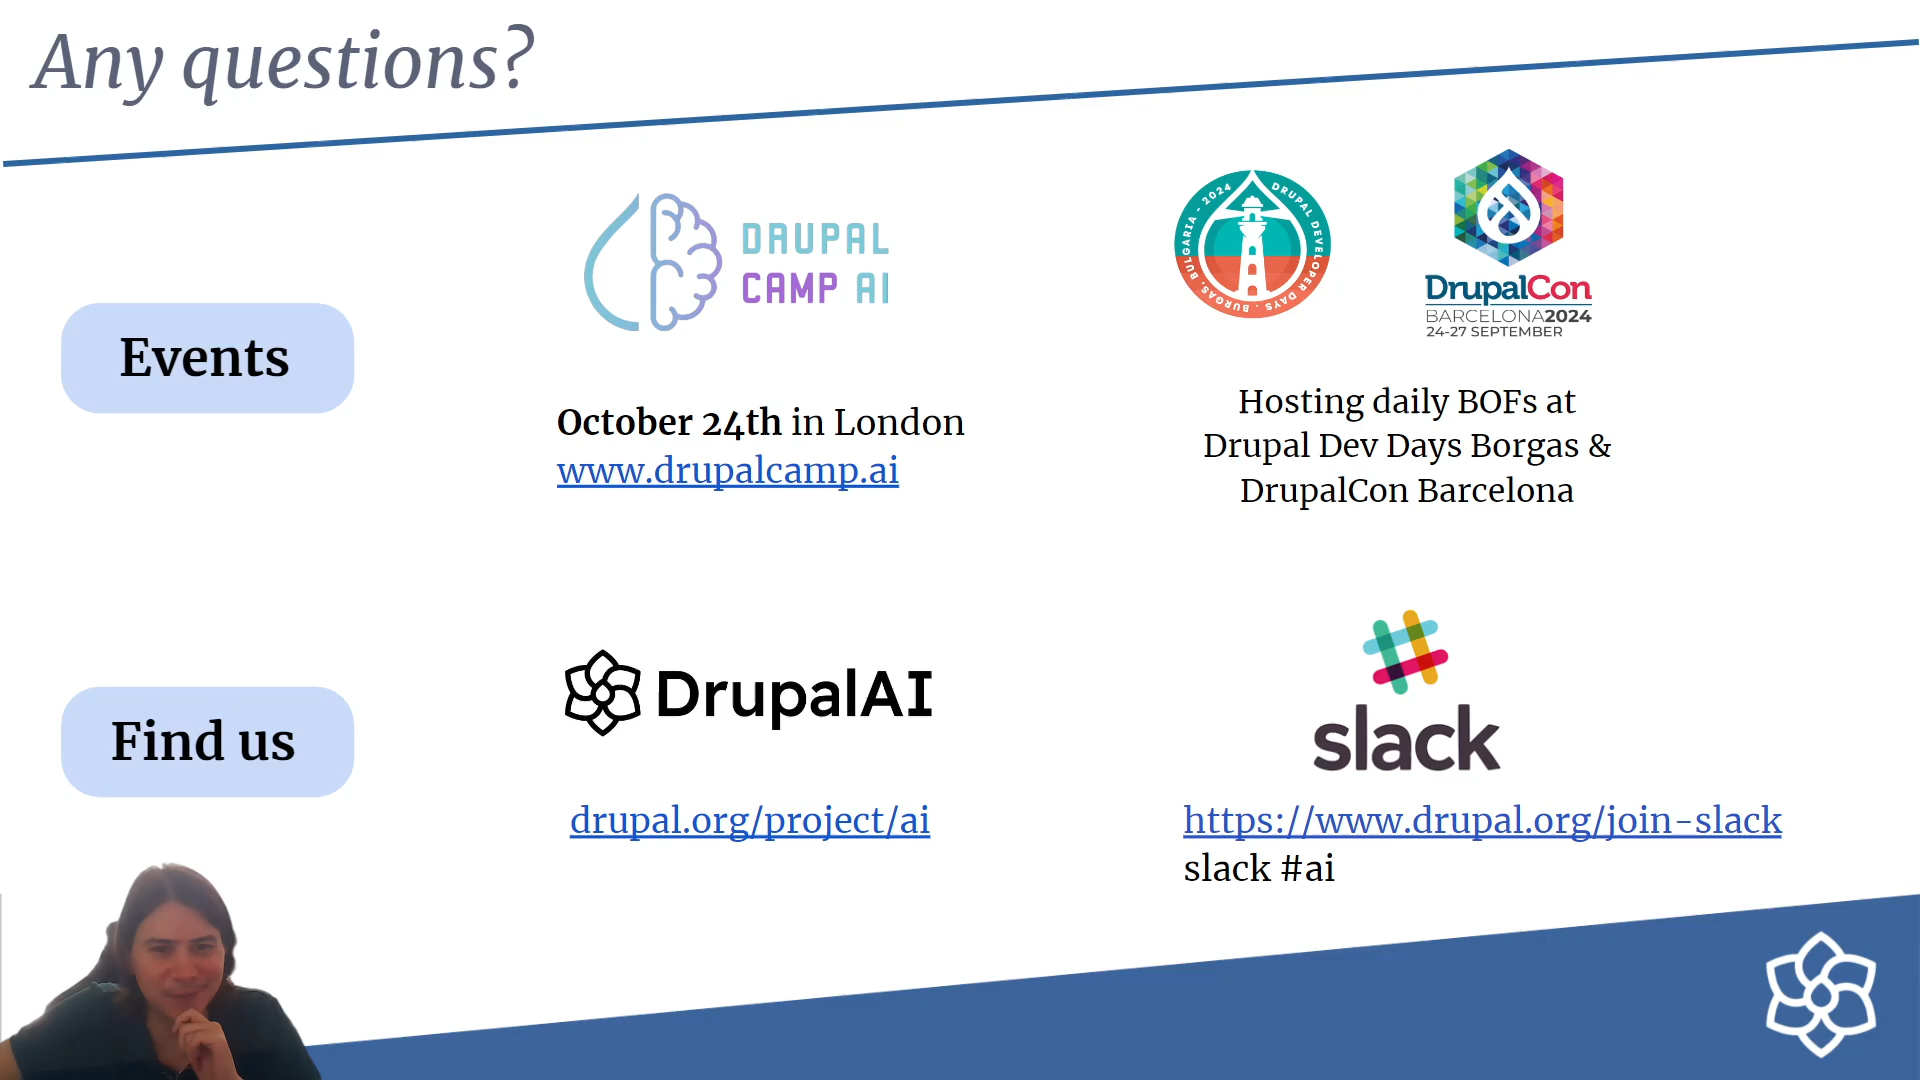 Any questions?
Events
DRUPAL
CAMP AI
October 24th in London
www.drupalcamp.ai
DRUPAL DEVELOPER DAYS . BURGAS, BULGARIA - 2024
DrupalCon
BARCELONA2024
24-27 SEPTEMBER
Hosting daily BOFs at
Drupal Dev Days Borgas &
DrupalCon Barcelona
Find us
DrupalAI
drupal.org/project/ai
slack
https://www.drupal.org/join-slack
slack #ai